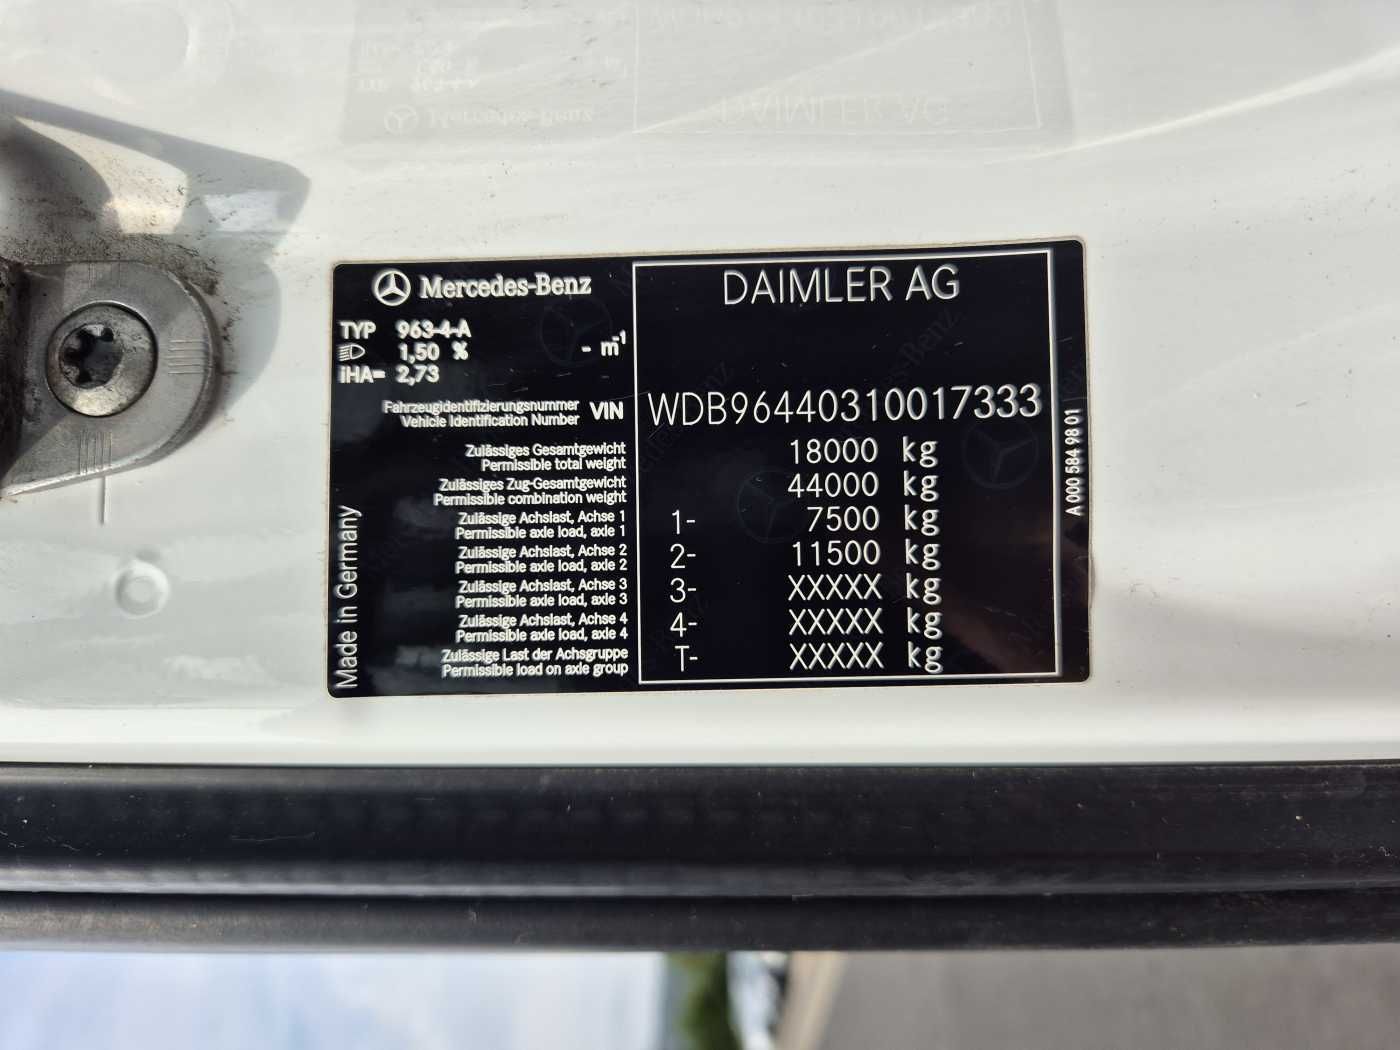 Mercedes-Benz
DAIMLER AG
TYP 963-4-A
1,50 % - m-1
iHA= 2,73
Fahrzeugidentifizierungsnummer
Vehicle Identification Number
VIN WDB96440310017333
Zulässiges Gesamtgewicht
Permissible total weight
18000 kg
Zulässiges Zug-Gesamtgewicht
Permissible combination weight
44000 kg
Zulässige Achslast, Achse 1
Permissible axle load, axle 1
1- 7500 kg
Zulässige Achslast, Achse 2
Permissible axle load, axle 2
2- 11500 kg
Zulässige Achslast, Achse 3
Permissible axle load, axle 3
3- XXXXX kg
Zulässige Achslast, Achse 4
Permissible axle load, axle 4
4- XXXXX kg
Zulässige Last der Achsgruppe
Permissible load on axle group
T- XXXXX kg
Made in Germany
A 000 584 98 01